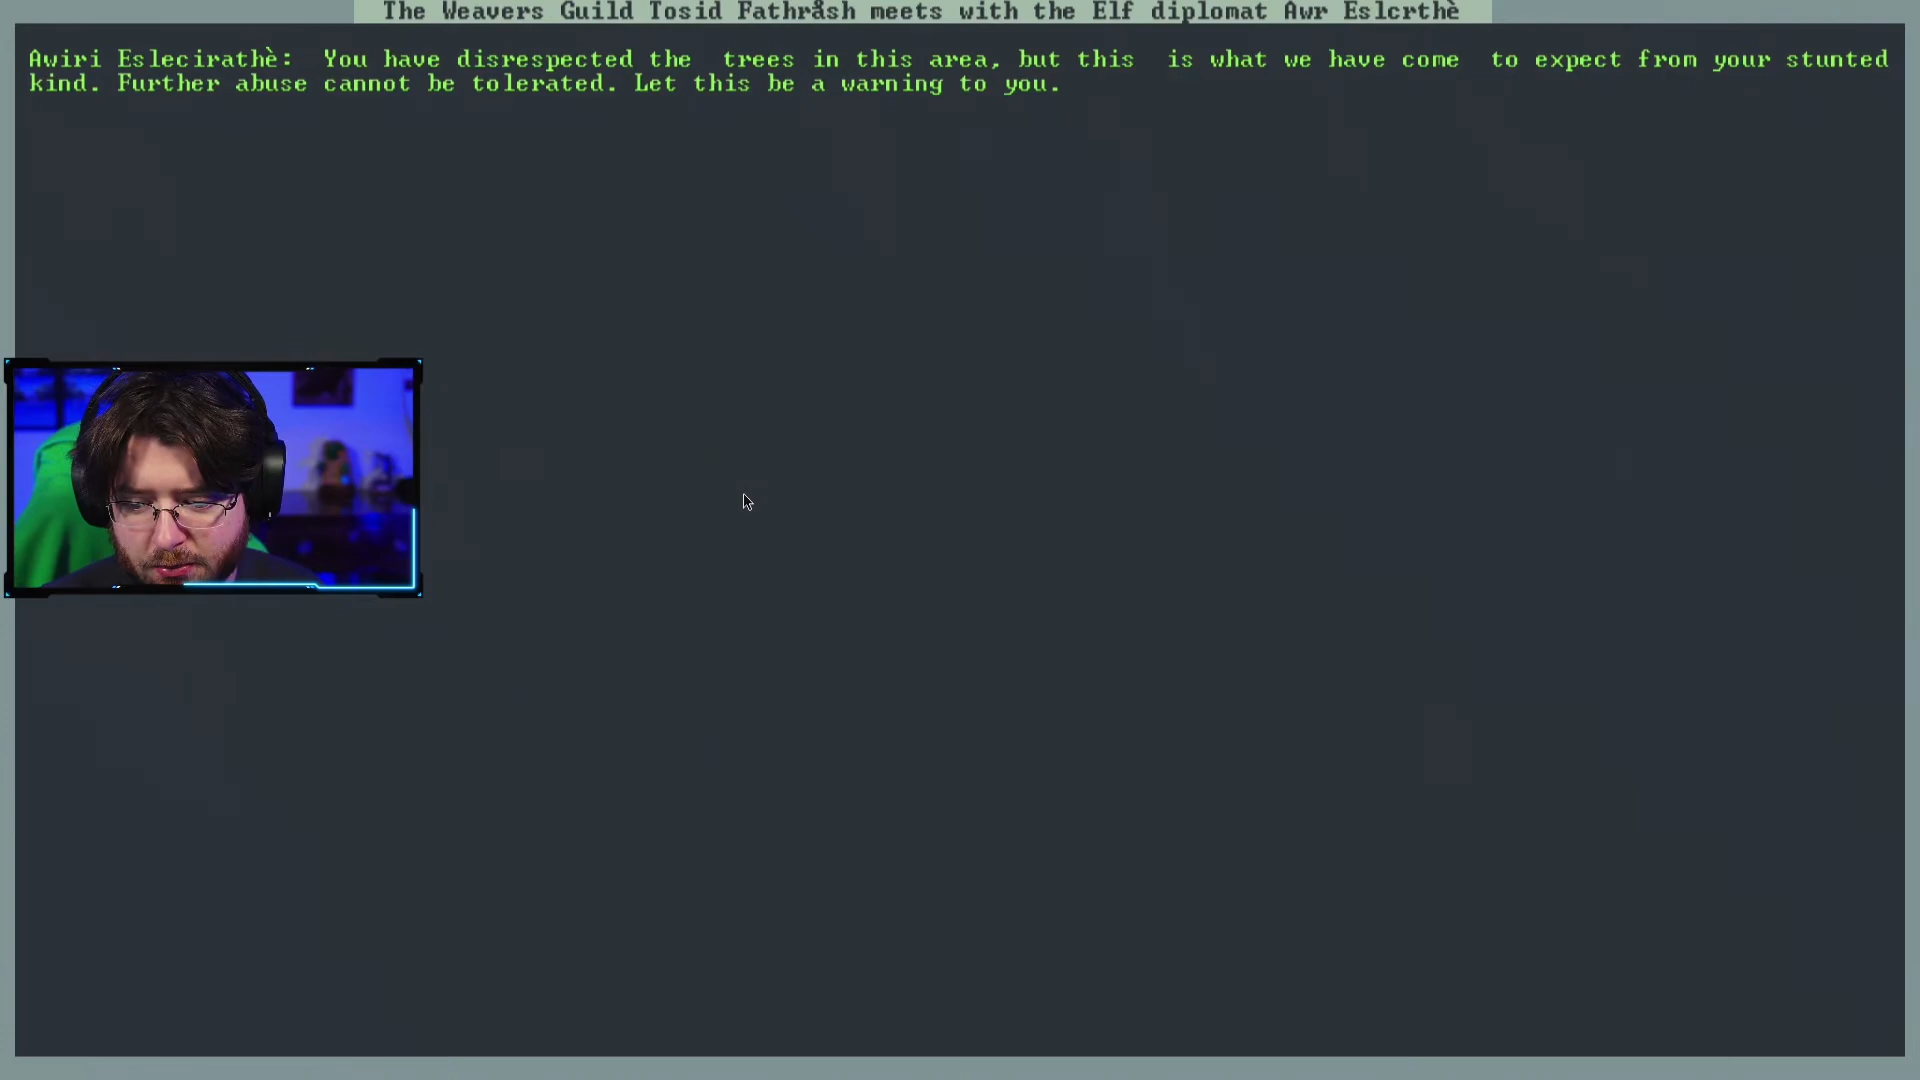 The Weavers Guild Tosid Fathråsh meets with the Elf diplomat Awr Eslcrthè
Awiri Eslecirathè: You have disrespected the trees in this area, but this is what we have come to expect from your stunted
kind. Further abuse cannot be tolerated. Let this be a warning to you.